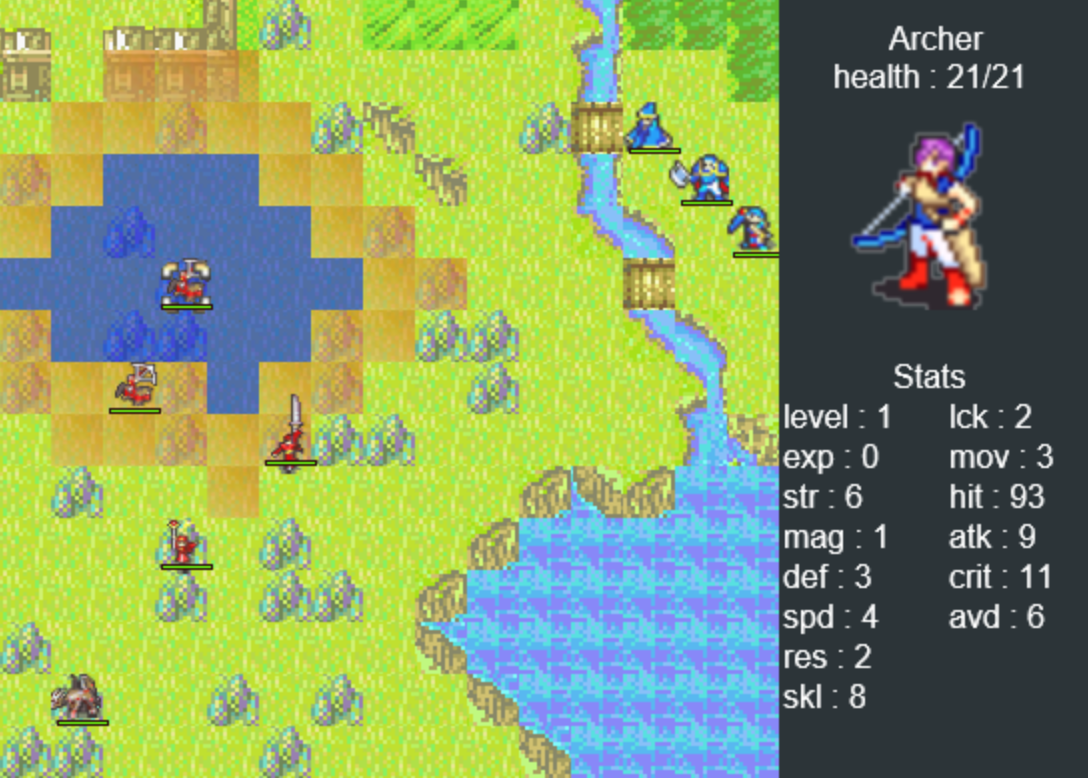 Archer
health : 21/21
Stats
level : 1 lck : 2
exp : 0 mov : 3
str : 6 hit : 93
mag : 1 atk : 9
def : 3 crit : 11
spd : 4 avd : 6
res : 2
skl : 8